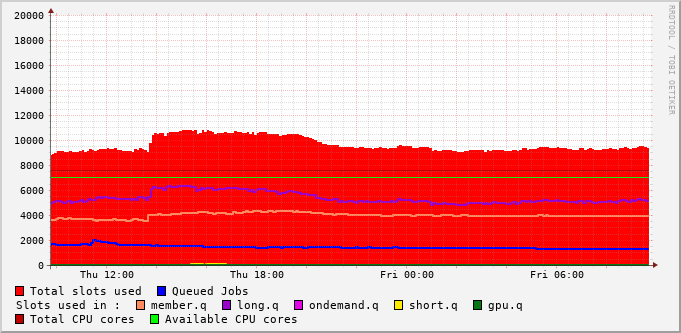 20000
18000
16000
14000
12000
10000
8000
6000
4000
2000
0
Thu 12:00 Thu 18:00 Fri 00:00 Fri 06:00
Total slots used Queued Jobs
Slots used in : member.q long.q ondemand.q short.q gpu.q
Total CPU cores Available CPU cores
RRDTOOL / TOBI OETIKER